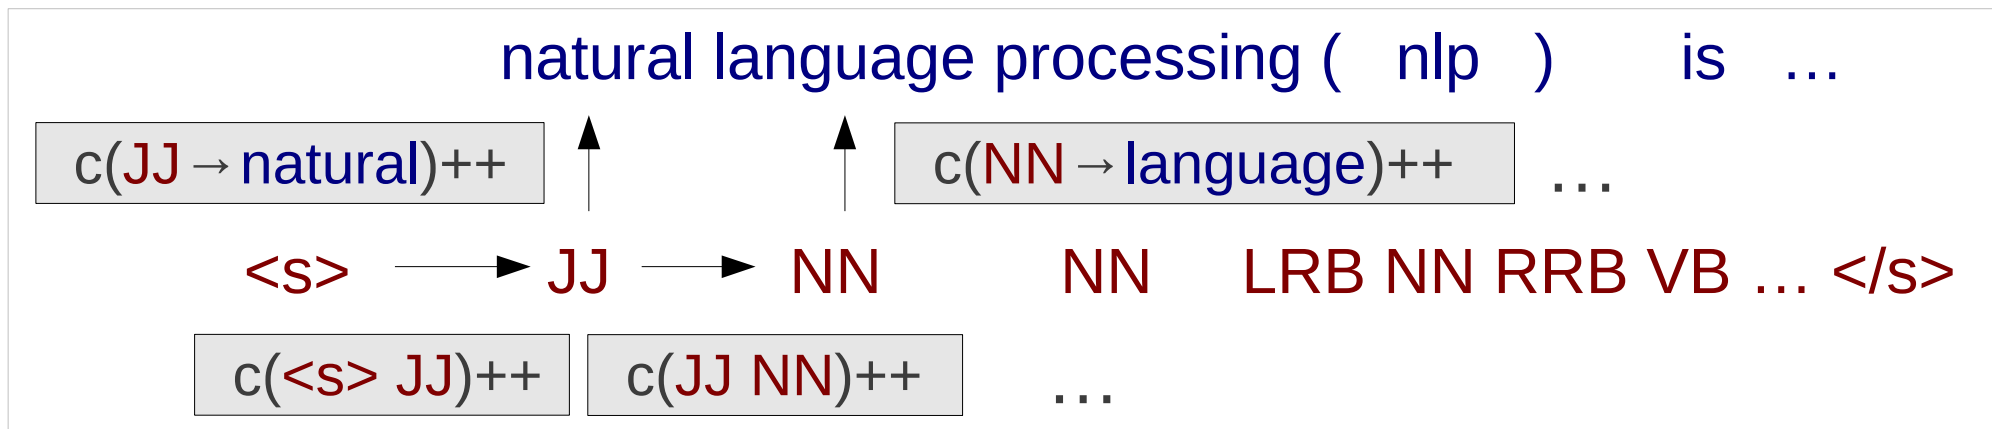 natural language processing ( nlp ) is …
c(JJ→natural)++ c(NN→language)++ …
<s> JJ NN NN LRB NN RRB VB … </s>
c(<s> JJ)++ c(JJ NN)++ …